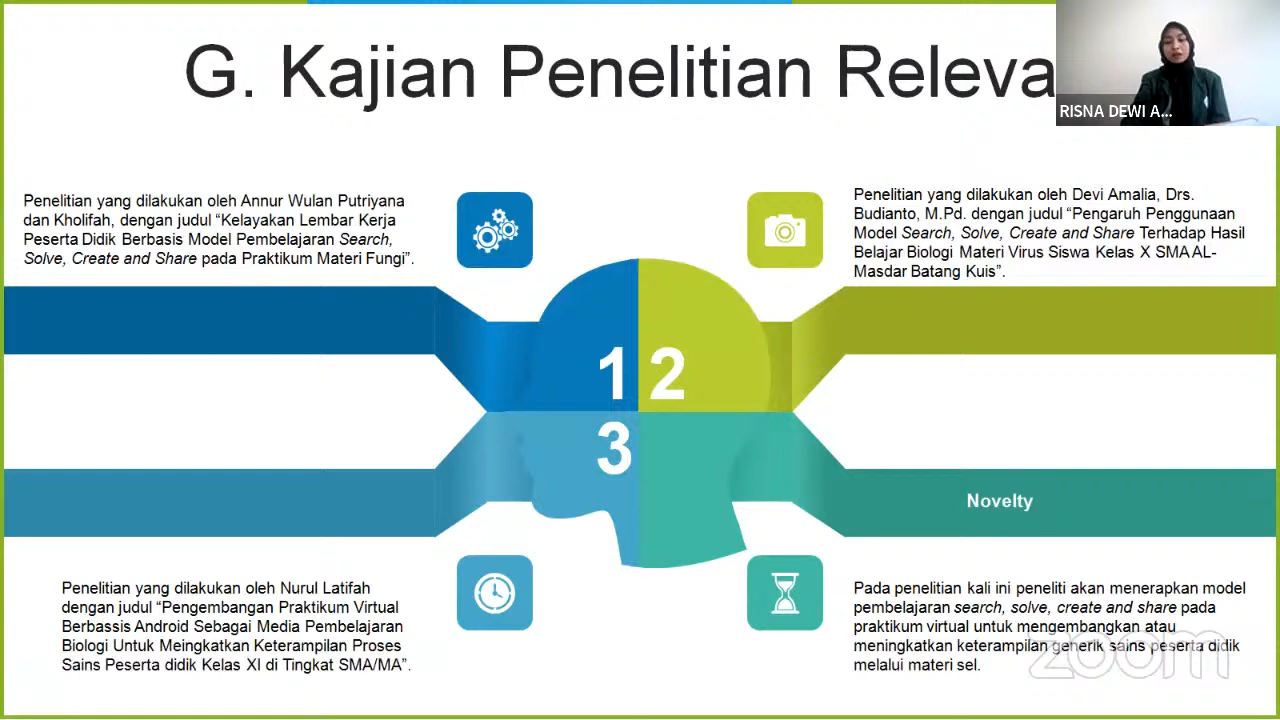 G. Kajian Penelitian Releva
RISNA DEWI A...
Penelitian yang dilakukan oleh Annur Wulan Putriyana
dan Kholifah, dengan judul “Kelayakan Lembar Kerja
Peserta Didik Berbasis Model Pembelajaran Search,
Solve, Create and Share pada Praktikum Materi Fungi”.
Penelitian yang dilakukan oleh Devi Amalia, Drs.
Budianto, M.Pd. dengan judul “Pengaruh Penggunaan
Model Search, Solve, Create and Share Terhadap Hasil
Belajar Biologi Materi Virus Siswa Kelas X SMA AL-
Masdar Batang Kuis”.
1 2
3
Novelty
Penelitian yang dilakukan oleh Nurul Latifah
dengan judul “Pengembangan Praktikum Virtual
Berbassis Android Sebagai Media Pembelajaran
Biologi Untuk Meingkatkan Keterampilan Proses
Sains Peserta didik Kelas XI di Tingkat SMA/MA”.
Pada penelitian kali ini peneliti akan menerapkan model
pembelajaran search, solve, create and share pada
praktikum virtual untuk mengembangkan atau
meningkatkan keterampilan generik sains peserta didik
melalui materi sel.
zoom